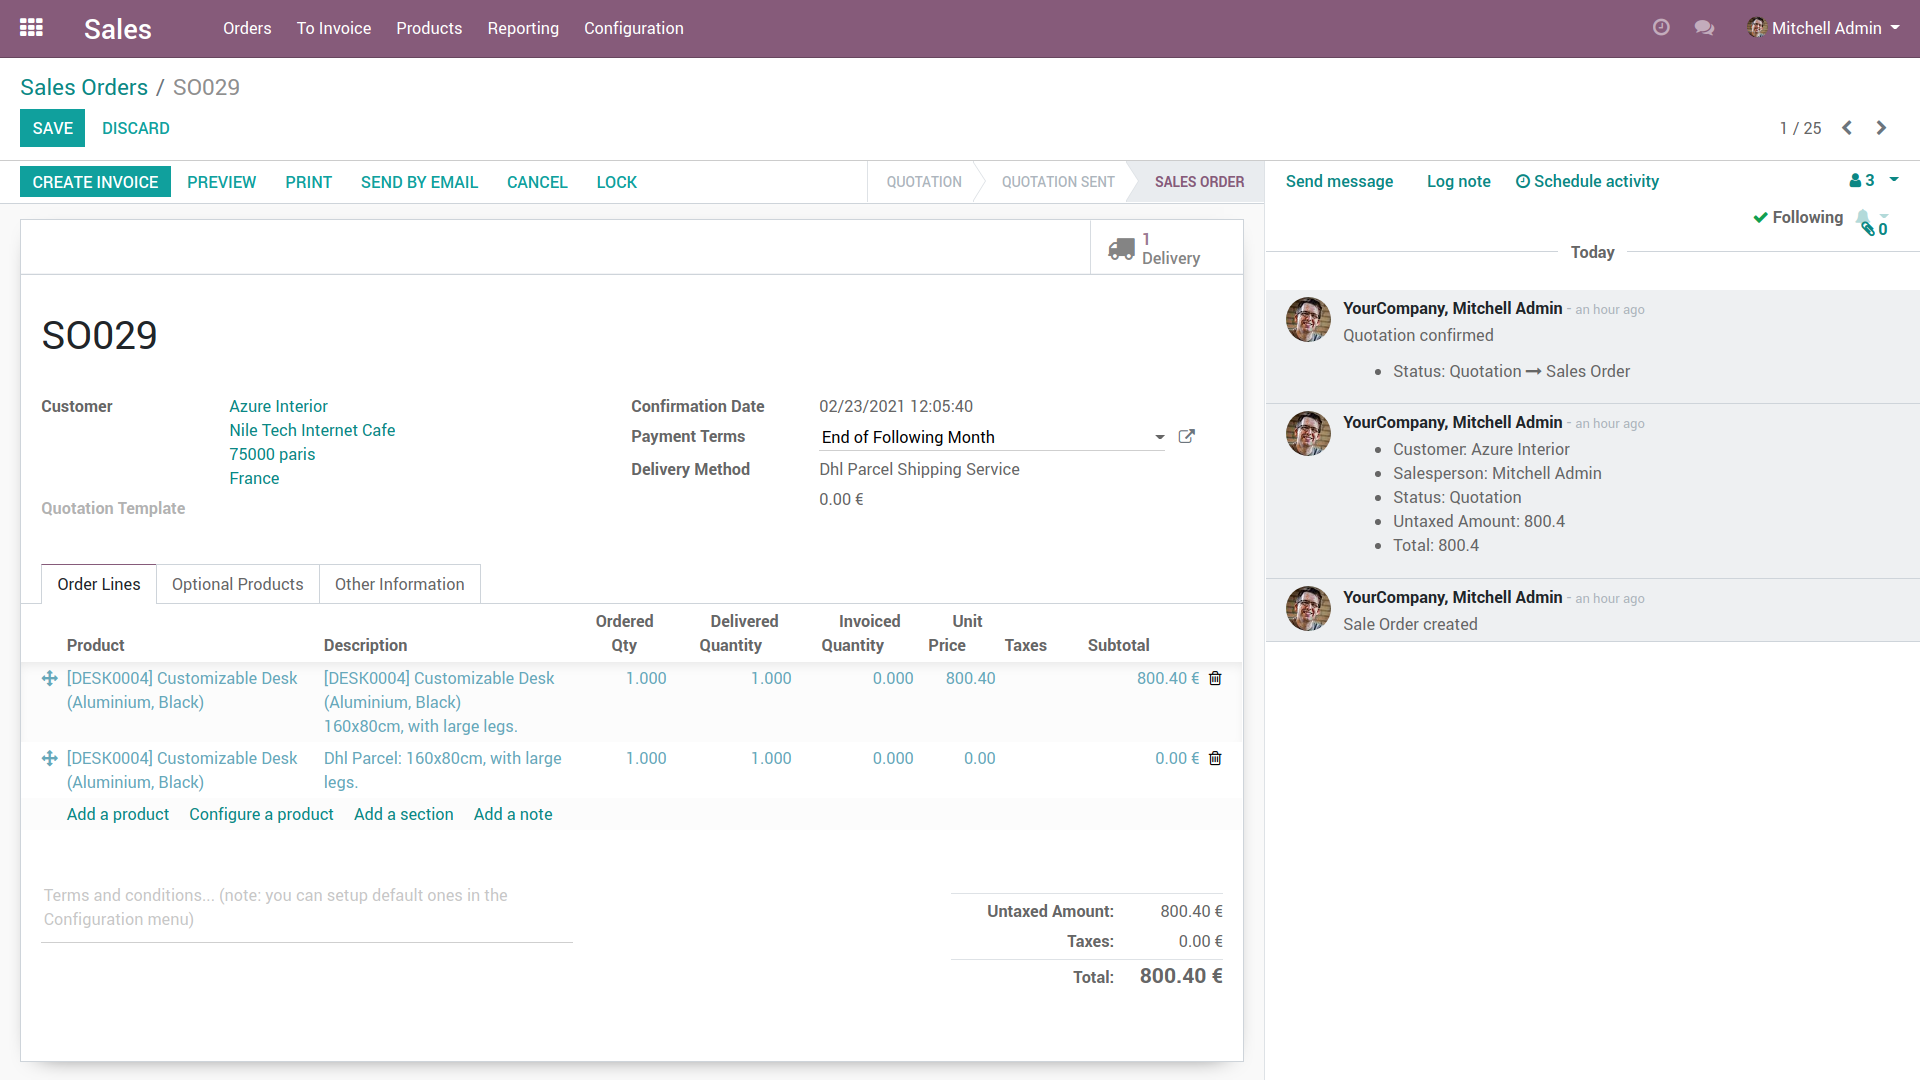 Sales
Orders
To Invoice
Products
Reporting
Configuration
Mitchell Admin
Sales Orders / SO029
SAVE
DISCARD
1 / 25
CREATE INVOICE
PREVIEW
PRINT
SEND BY EMAIL
CANCEL
LOCK
QUOTATION
QUOTATION SENT
SALES ORDER
1
Delivery
SO029
Customer
Azure Interior
Nile Tech Internet Cafe
75000 paris
France
Quotation Template
Confirmation Date 02/23/2021 12:05:40
Payment Terms End of Following Month
Delivery Method Dhl Parcel Shipping Service
0.00 €
Order Lines
Optional Products
Other Information
Product
Description
Ordered
Qty
Delivered
Quantity
Invoiced
Quantity
Unit
Price
Taxes
Subtotal
[DESK0004] Customizable Desk
(Aluminium, Black)
[DESK0004] Customizable Desk
(Aluminium, Black)
160x80cm, with large legs.
1.000
1.000
0.000
800.40
800.40 €
[DESK0004] Customizable Desk
(Aluminium, Black)
Dhl Parcel: 160x80cm, with large
legs.
1.000
1.000
0.000
0.00
0.00 €
Add a product
Configure a product
Add a section
Add a note
Terms and conditions... (note: you can setup default ones in the
Configuration menu)
Untaxed Amount: 800.40 €
Taxes: 0.00 €
Total: 800.40 €
Send message
Log note
Schedule activity
3
Following
0
Today
YourCompany, Mitchell Admin - an hour ago
Quotation confirmed
Status: Quotation → Sales Order
YourCompany, Mitchell Admin - an hour ago
Customer: Azure Interior
Salesperson: Mitchell Admin
Status: Quotation
Untaxed Amount: 800.4
Total: 800.4
YourCompany, Mitchell Admin - an hour ago
Sale Order created